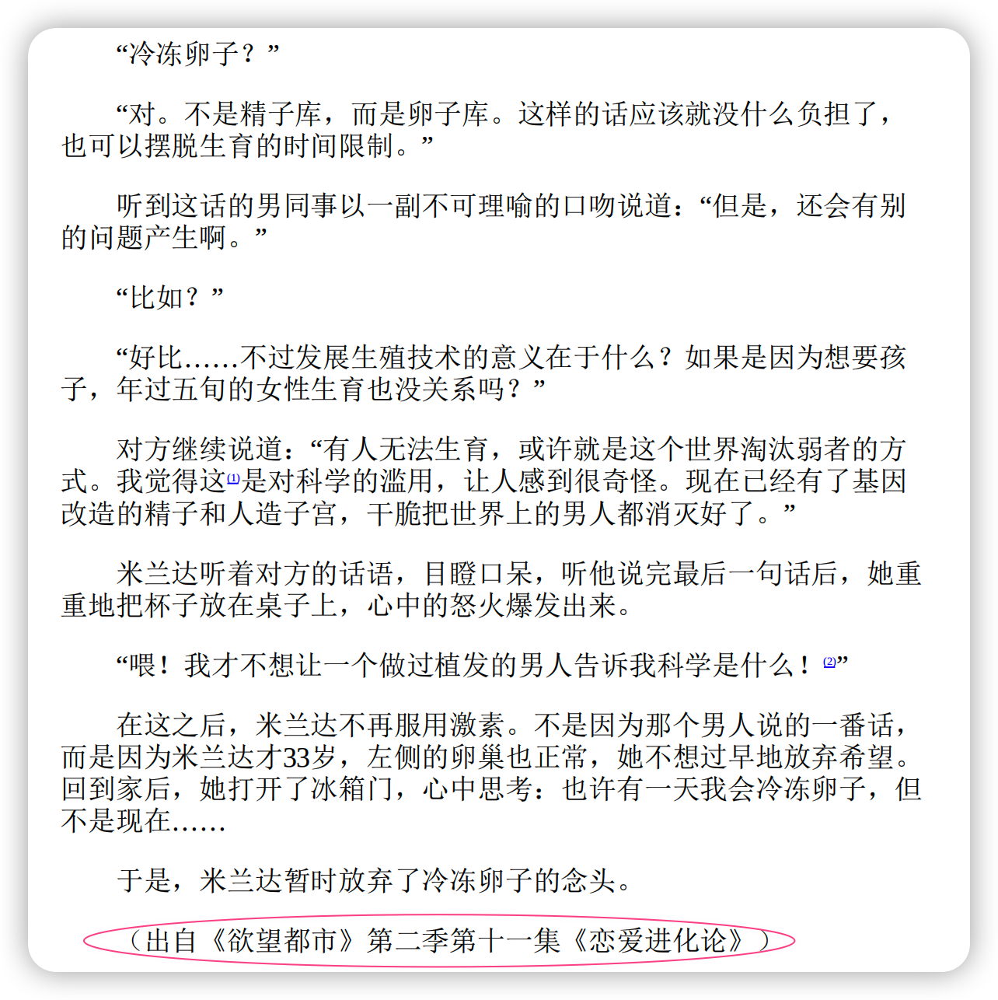 “冷冻卵子？”
“对。不是精子库，而是卵子库。这样的话应该就没什么负担了，
也可以摆脱生育的时间限制。”
听到这话的男同事以一副不可理喻的口吻说道：“但是，还会有别
的问题产生啊。”
“比如？”
“好比……不过发展生殖技术的意义在于什么？如果是因为想要孩
子，年过五旬的女性生育也没关系吗？”
对方继续说道：“有人无法生育，或许就是这个世界淘汰弱者的方
式。我觉得这(1)是对科学的滥用，让人感到很奇怪。现在已经有了基因
改造的精子和人造子宫，干脆把世界上的男人都消灭好了。”
米兰达听着对方的话语，目瞪口呆，听他说完最后一句话后，她重
重地把杯子放在桌子上，心中的怒火爆发出来。
“喂！我才不想让一个做过植发的男人告诉我科学是什么！(2)”
在这之后，米兰达不再服用激素。不是因为那个男人说的一番话，
而是因为米兰达才33岁，左侧的卵巢也正常，她不想过早地放弃希望。
回到家后，她打开了冰箱门，心中思考：也许有一天我会冷冻卵子，但
不是现在……
于是，米兰达暂时放弃了冷冻卵子的念头。
（出自《欲望都市》第二季第十一集《恋爱进化论》）